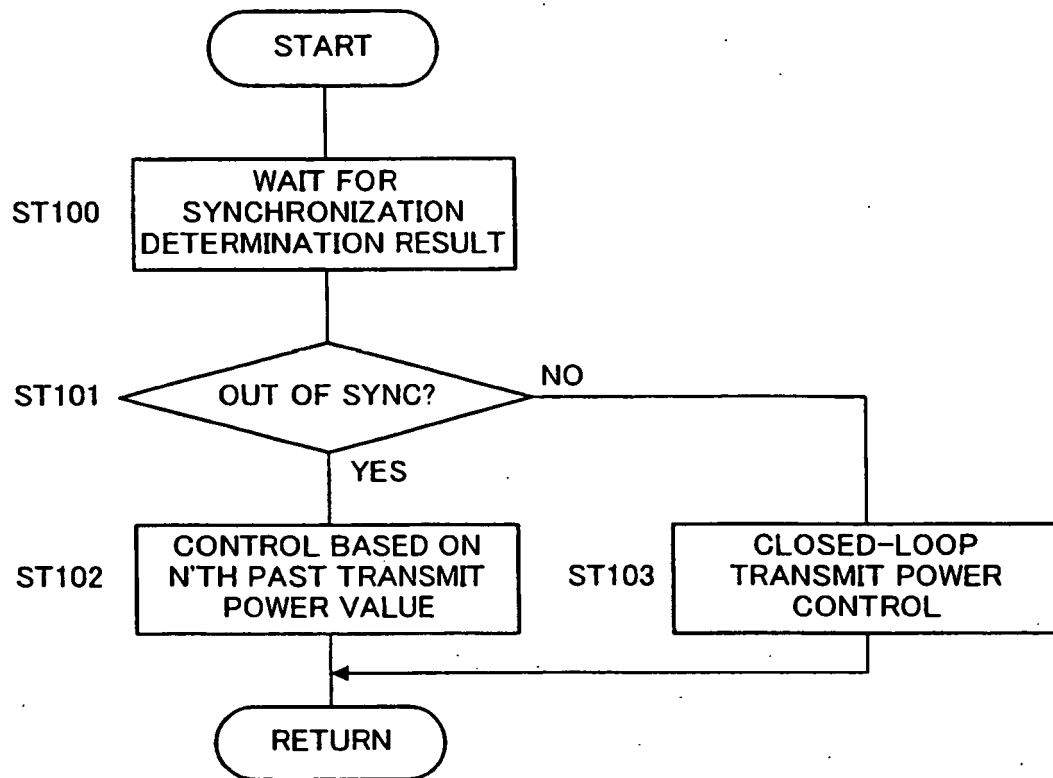 START
ST100
WAIT FOR
SYNCHRONIZATION
DETERMINATION RESULT
ST101
OUT OF SYNC?
NO
YES
ST102
CONTROL BASED ON
N'TH PAST TRANSMIT
POWER VALUE
ST103
CLOSED-LOOP
TRANSMIT POWER
CONTROL
RETURN